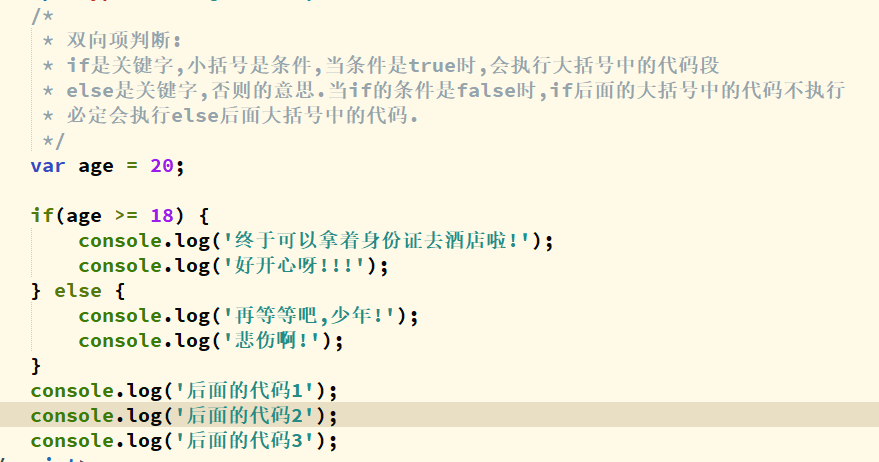 /*
 * 双向项判断:
 * if是关键字,小括号是条件,当条件是true时,会执行大括号中的代码段
 * else是关键字,否则的意思.当if的条件是false时,if后面的大括号中的代码不执行
 * 必定会执行else后面大括号中的代码.
 */
var age = 20;
if(age >= 18) {
    console.log('终于可以拿着身份证去酒店啦!');
    console.log('好开心呀!!!');
} else {
    console.log('再等等吧,少年!');
    console.log('悲伤啊!');
}
console.log('后面的代码1');
console.log('后面的代码2');
console.log('后面的代码3');